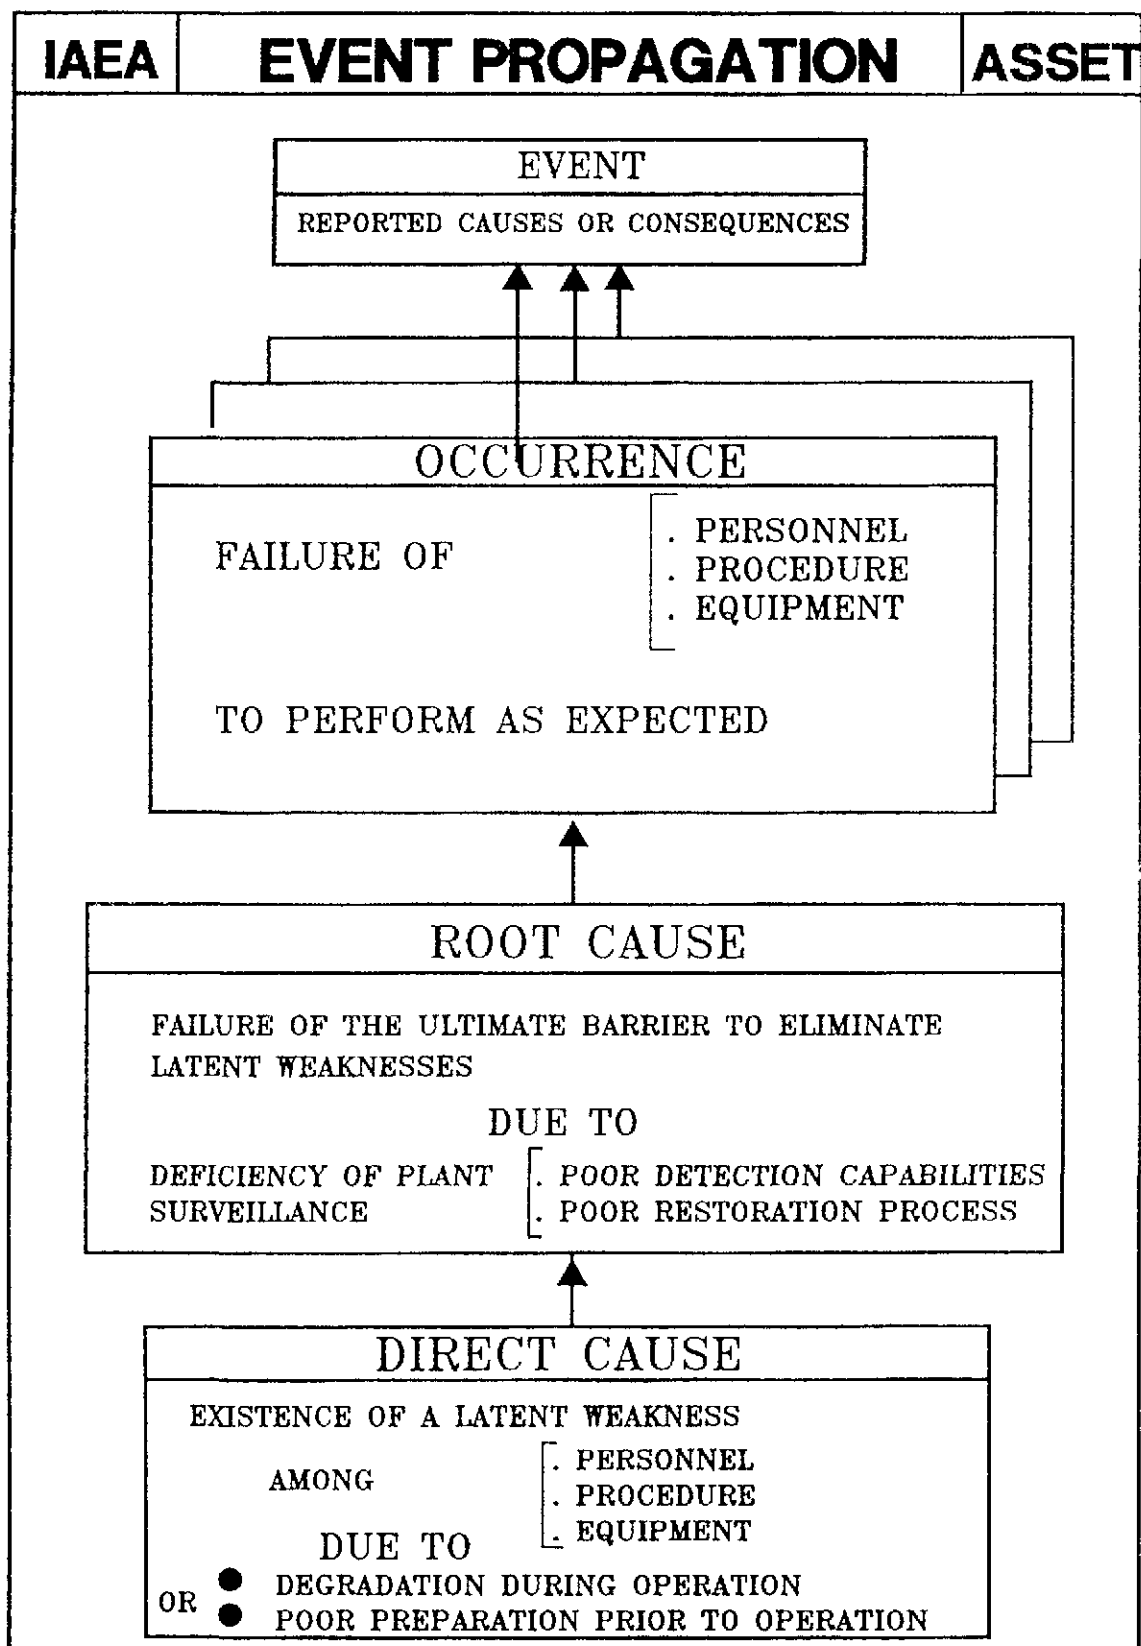 IAEA EVENT PROPAGATION ASSET
EVENT
REPORTED CAUSES OR CONSEQUENCES
OCCURRENCE
FAILURE OF
. PERSONNEL
. PROCEDURE
. EQUIPMENT
TO PERFORM AS EXPECTED
ROOT CAUSE
FAILURE OF THE ULTIMATE BARRIER TO ELIMINATE
LATENT WEAKNESSES
DUE TO
DEFICIENCY OF PLANT
SURVEILLANCE
. POOR DETECTION CAPABILITIES
. POOR RESTORATION PROCESS
DIRECT CAUSE
EXISTENCE OF A LATENT WEAKNESS
AMONG
. PERSONNEL
. PROCEDURE
. EQUIPMENT
DUE TO
OR
● DEGRADATION DURING OPERATION
● POOR PREPARATION PRIOR TO OPERATION